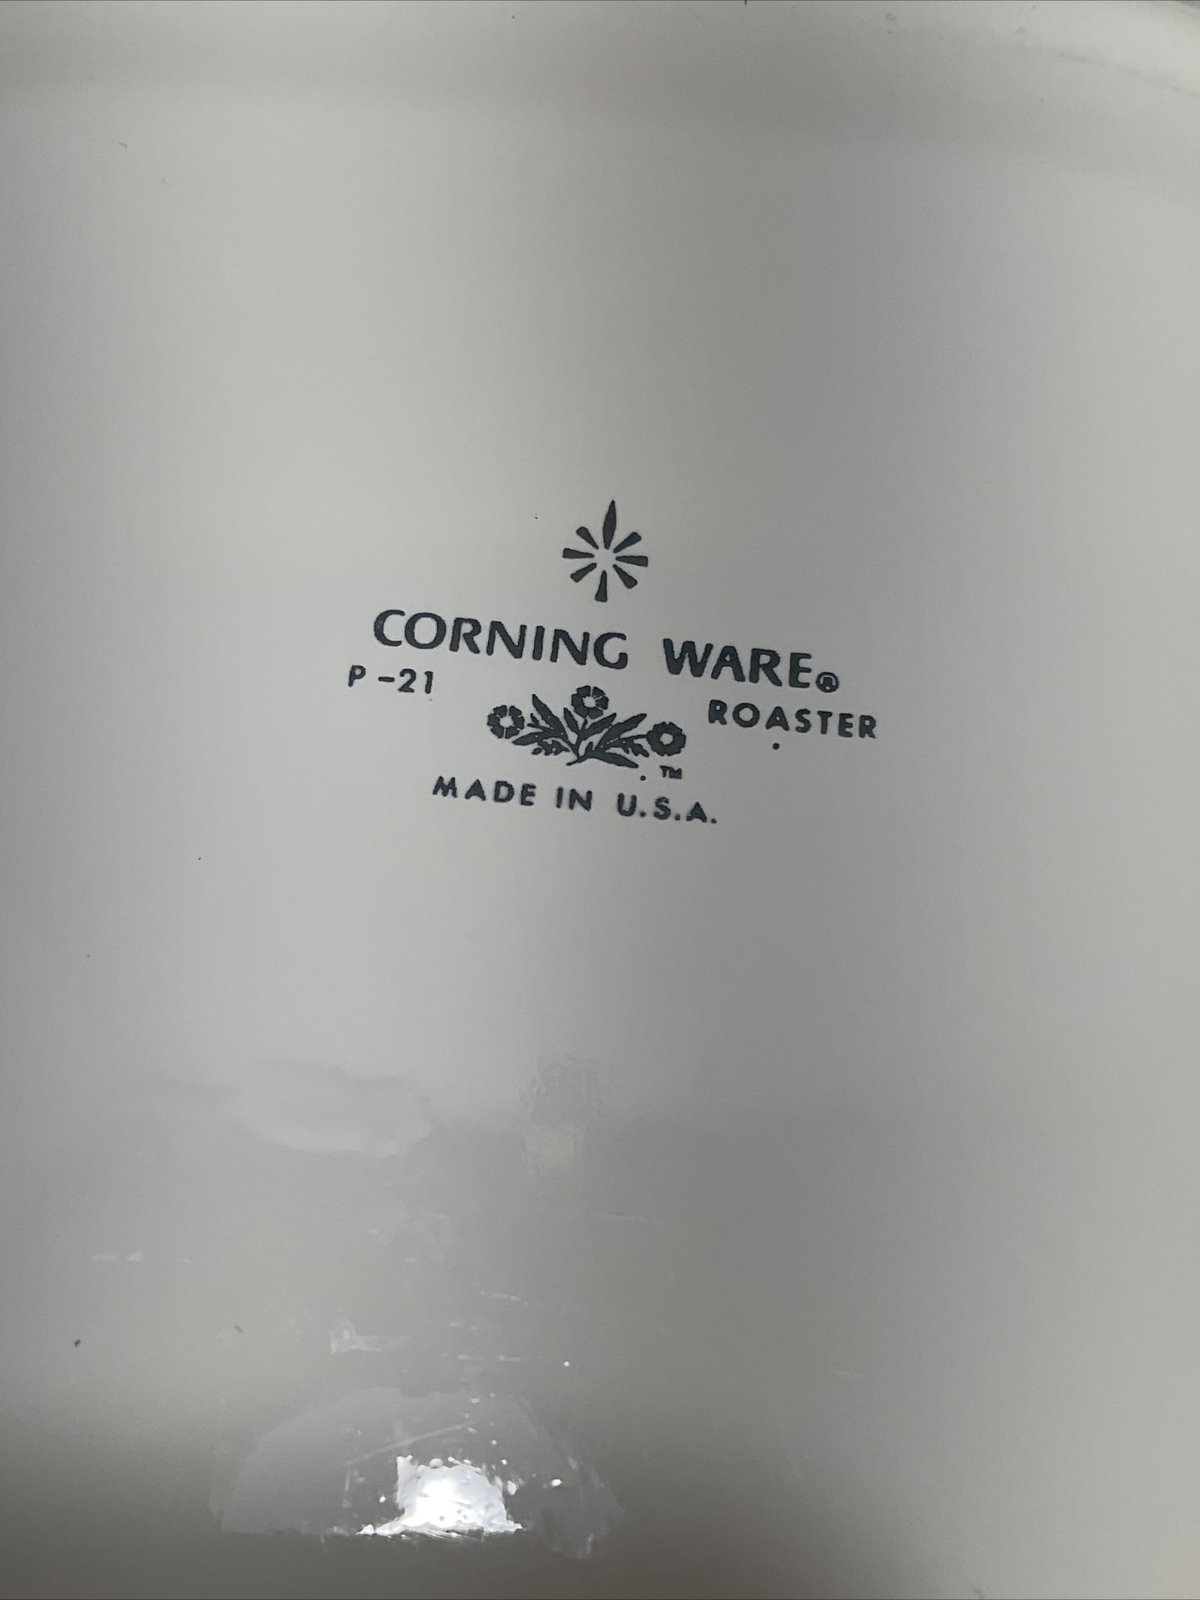 CORNING WARE®
P-21 ROASTER
TM
MADE IN U.S.A.